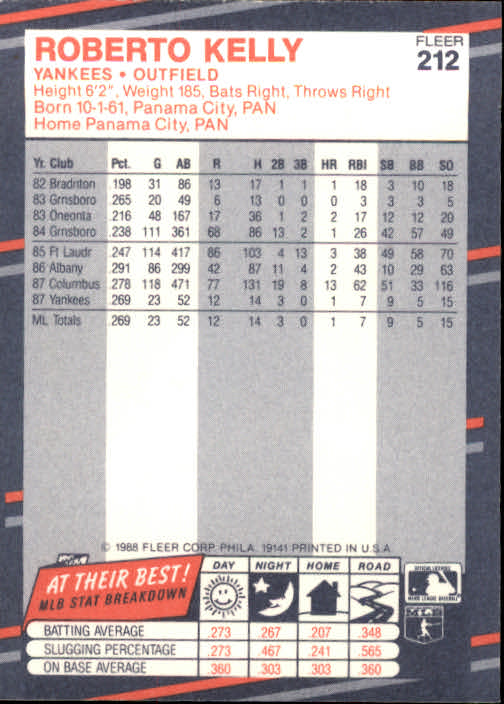 ROBERTO KELLY
FLEER
212
YANKEES • OUTFIELD
Height 6'2", Weight 185, Bats Right, Throws Right
Born 10-1-61, Panama City, PAN
Home Panama City, PAN
Yr. Club Pct. G AB R H 2B 3B HR RBI SB BB SO
82 Bradnton .198 31 86 13 17 1 1 1 18 3 10 18
83 Grnsboro .265 20 49 6 13 0 0 0 3 3 3 5
83 Oneonta .216 48 167 17 36 1 2 2 17 12 12 20
84 Grnsboro .238 111 361 68 86 13 2 1 26 42 57 49
85 Ft Laudr .247 114 417 86 103 4 13 3 38 49 58 70
86 Albany .291 86 299 42 87 11 4 2 43 10 29 63
87 Columbus .278 118 471 77 131 19 8 13 62 51 33 116
87 Yankees .269 23 52 12 14 3 0 1 7 9 5 15
ML Totals .269 23 52 12 14 3 0 1 7 9 5 15
© 1988 FLEER CORP. PHILA. 19141 PRINTED IN U.S.A.
AT THEIR BEST!
MLB STAT BREAKDOWN
DAY NIGHT HOME ROAD
BATTING AVERAGE .273 .267 .207 .348
SLUGGING PERCENTAGE .273 .467 .241 .565
ON BASE AVERAGE .360 .303 .303 .360
OFFICIAL LICENSEE
MAJOR LEAGUE BASEBALL